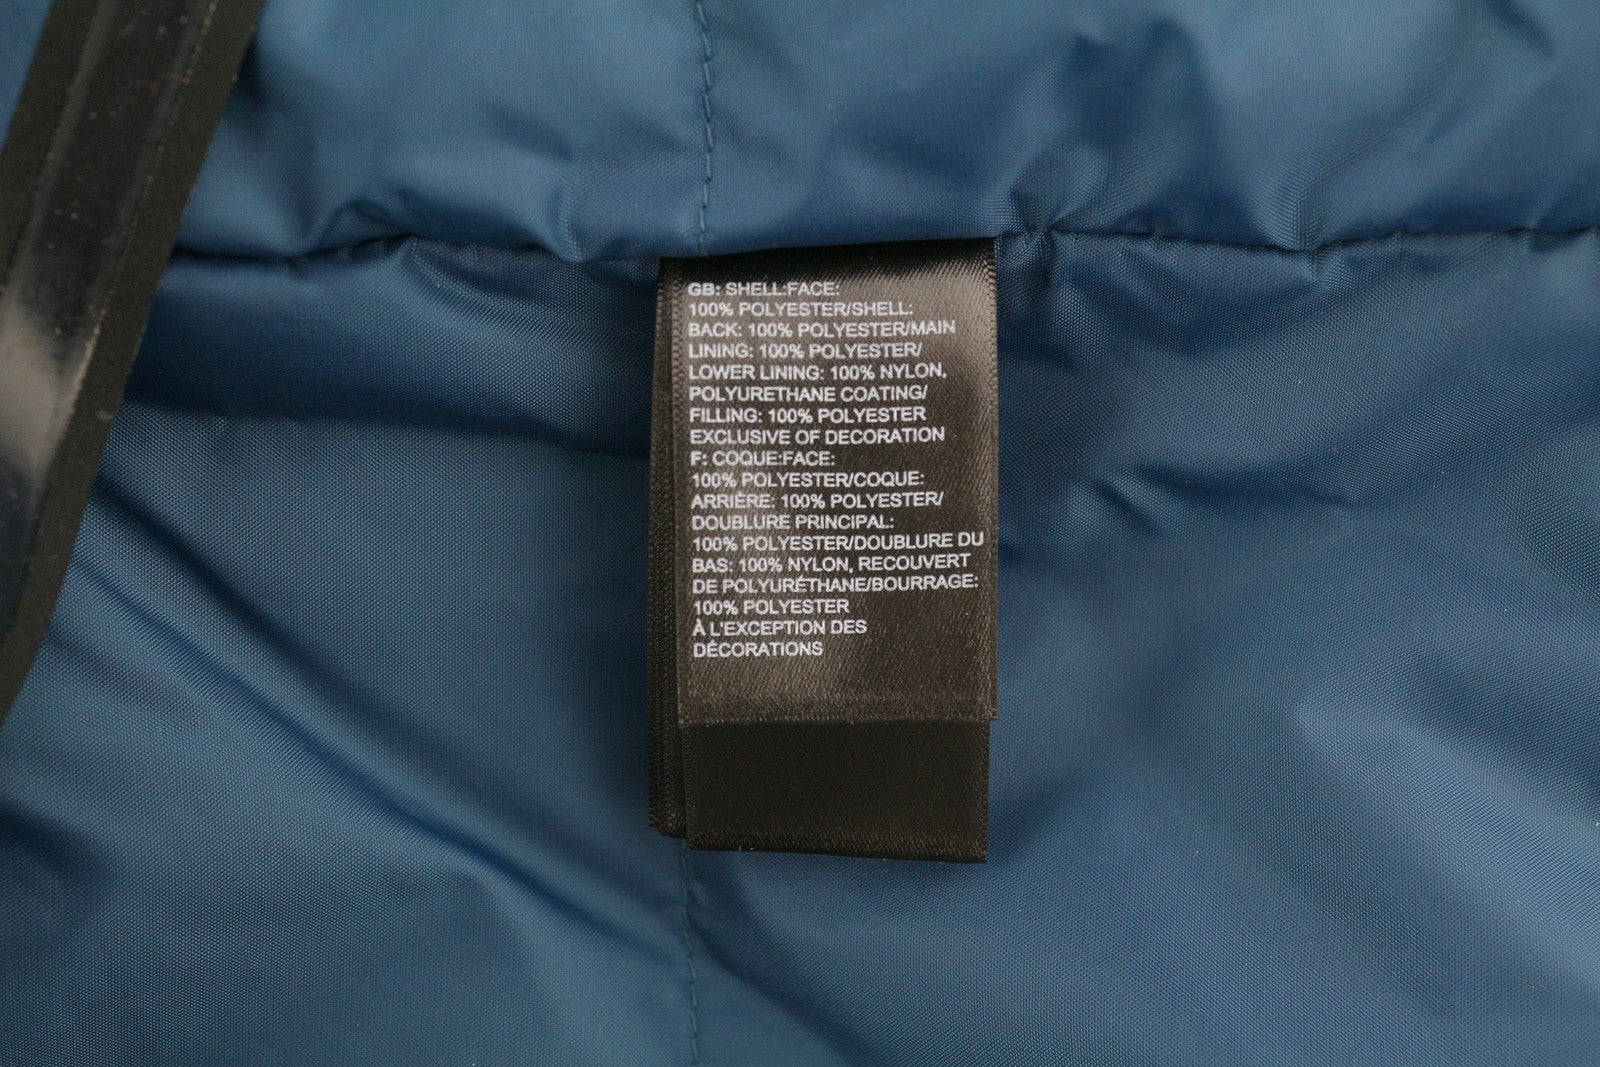 GB: SHELL:FACE:
100% POLYESTER/SHELL:
BACK: 100% POLYESTER/MAIN
LINING: 100% POLYESTER/
LOWER LINING: 100% NYLON,
POLYURETHANE COATING/
FILLING: 100% POLYESTER
EXCLUSIVE OF DECORATION
F: COQUE:FACE:
100% POLYESTER/COQUE:
ARRIÈRE: 100% POLYESTER/
DOUBLURE PRINCIPAL:
100% POLYESTER/DOUBLURE DU
BAS: 100% NYLON, RECOUVERT
DE POLYURÉTHANE/BOURRAGE:
100% POLYESTER
À L'EXCEPTION DES
DÉCORATIONS